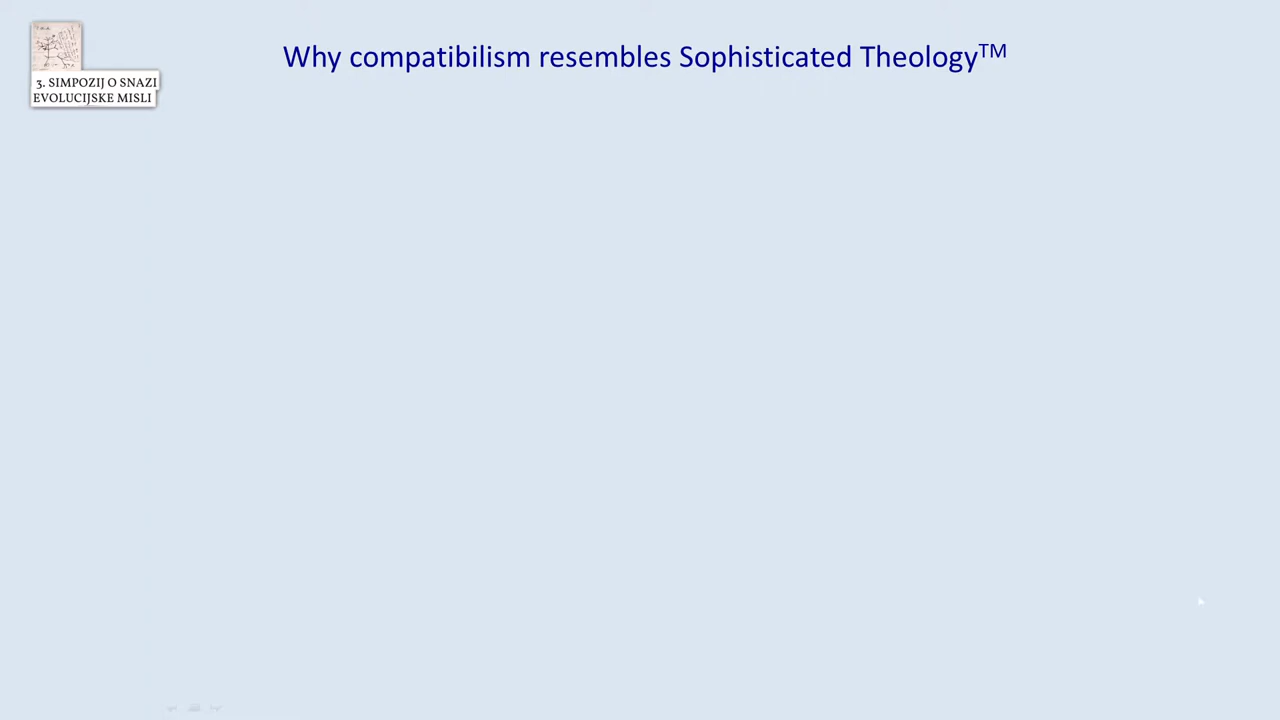 Why compatibilism resembles Sophisticated Theology™
3. SIMPOZIJ O SNAZI
EVOLUCIJSKE MISLI